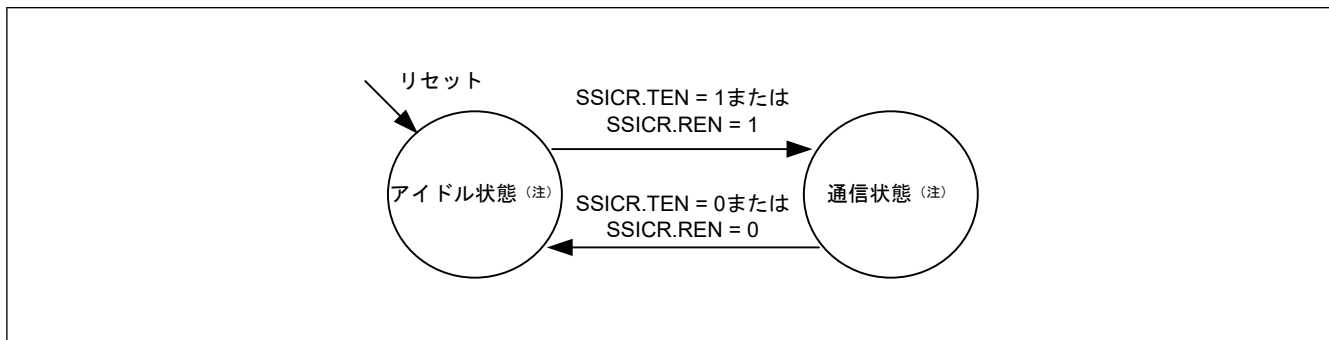 リセット
SSICR.TEN = 1または
SSICR.REN = 1
アイドル状態（注）
通信状態（注）
SSICR.TEN = 0または
SSICR.REN = 0